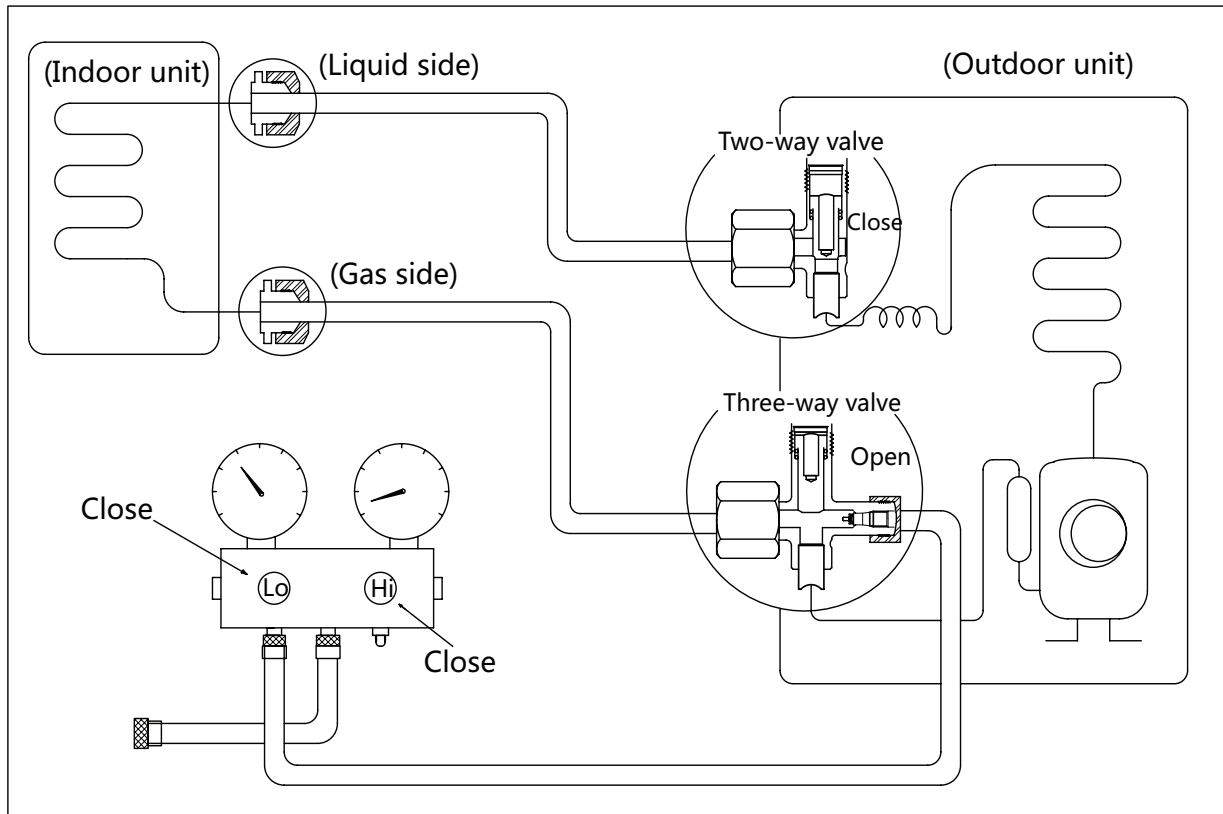 (Indoor unit)
(Liquid side)
(Outdoor unit)
Two-way valve
Close
(Gas side)
Three-way valve
Open
Close
Lo
Hi
Close